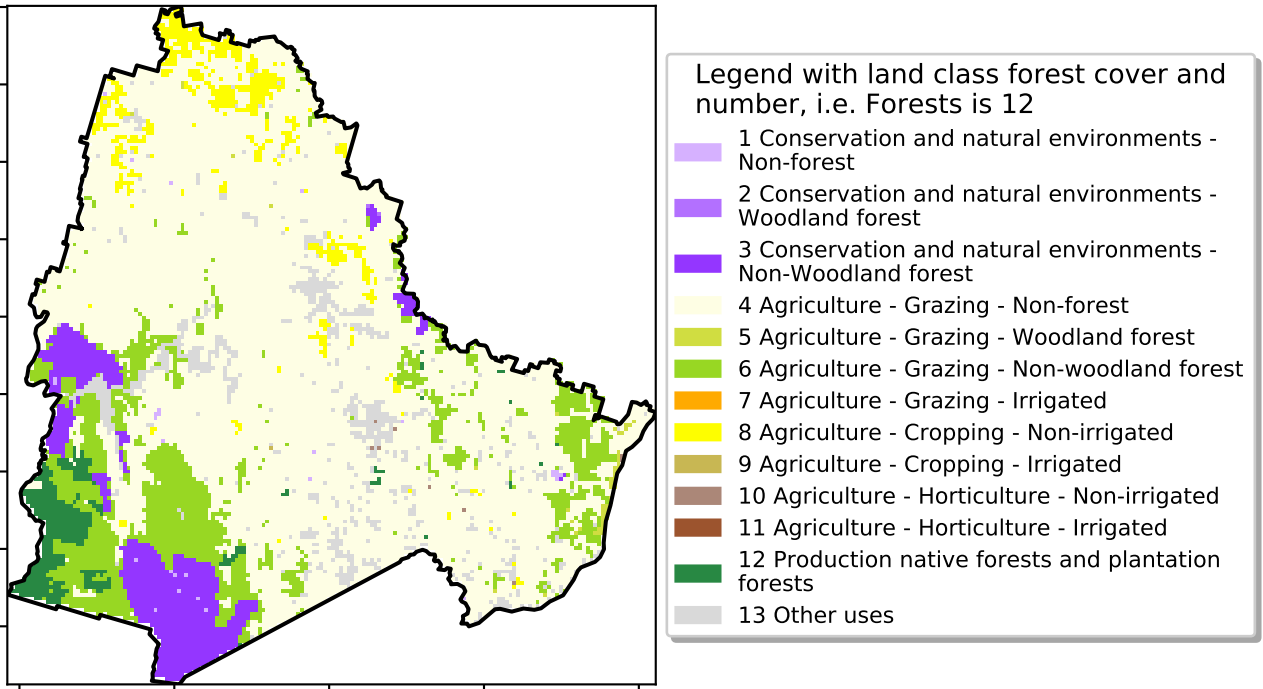 Legend with land class forest cover and
number, i.e. Forests is 12
1 Conservation and natural environments -
Non-forest
2 Conservation and natural environments -
Woodland forest
3 Conservation and natural environments -
Non-Woodland forest
4 Agriculture - Grazing - Non-forest
5 Agriculture - Grazing - Woodland forest
6 Agriculture - Grazing - Non-woodland forest
7 Agriculture - Grazing - Irrigated
8 Agriculture - Cropping - Non-irrigated
9 Agriculture - Cropping - Irrigated
10 Agriculture - Horticulture - Non-irrigated
11 Agriculture - Horticulture - Irrigated
12 Production native forests and plantation
forests
13 Other uses